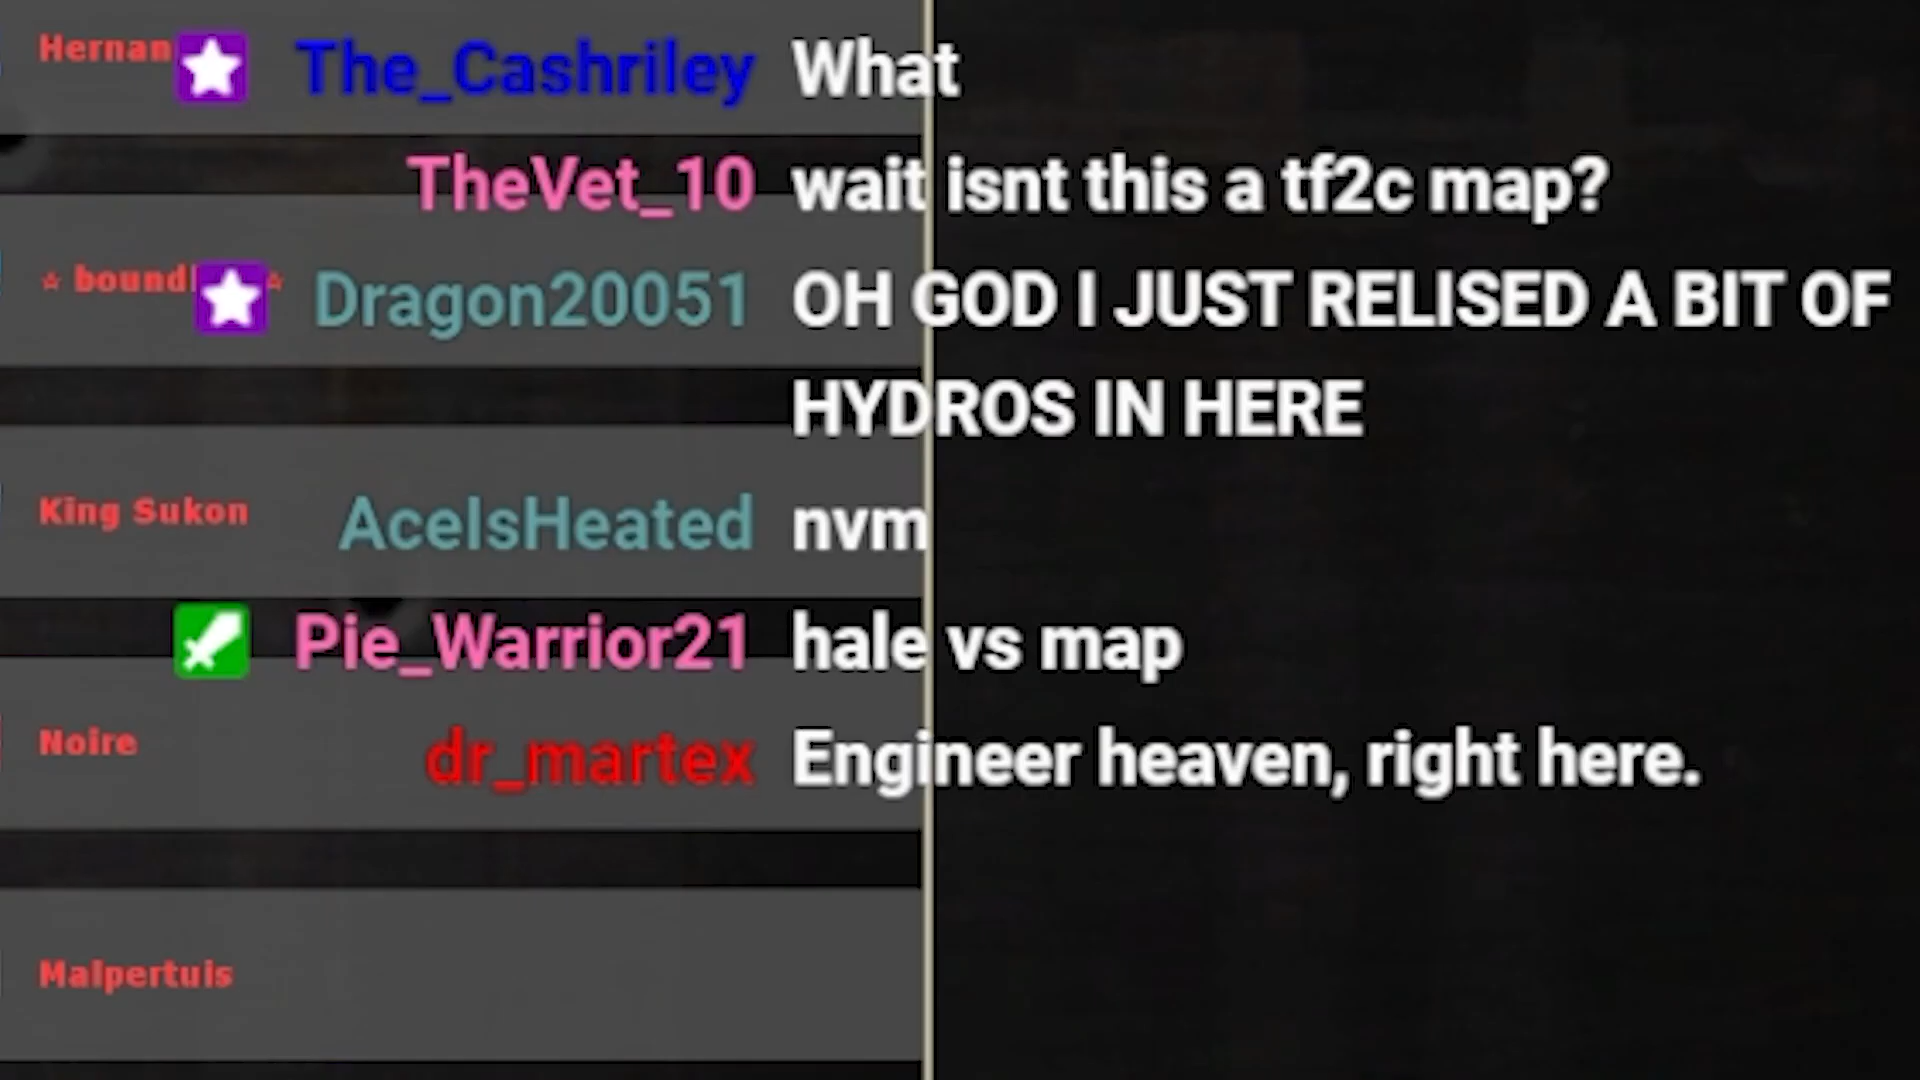 Hernan
The_Cashriley What
TheVet_10 wait isnt this a tf2c map?
☆ bound ☆
Dragon20051 OH GOD I JUST RELISED A BIT OF
HYDROS IN HERE
King Sukon
AceIsHeated nvm
Pie_Warrior21 hale vs map
Noire
dr_martex Engineer heaven, right here.
Malpertuis